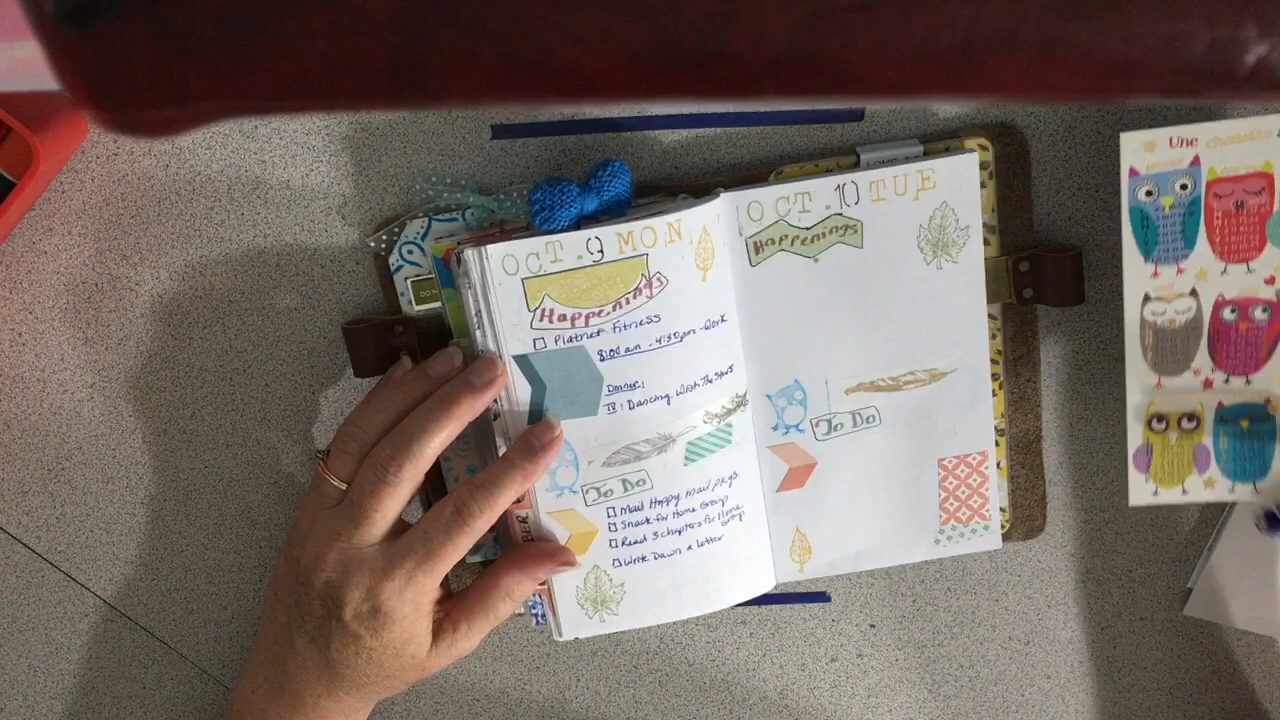 OCT. 9 MON
Happenings
Planet Fitness
8:00 am - 4:30pm - Work
Dinner:
TV: Dancing With The Stars
To Do
Mail Happy mail pkgs
Snack for Home Group
Read 3 chapters for Home Group
Write Dawn a letter
OCT. 10 TUE
Happenings
To Do
Une chouette
BER